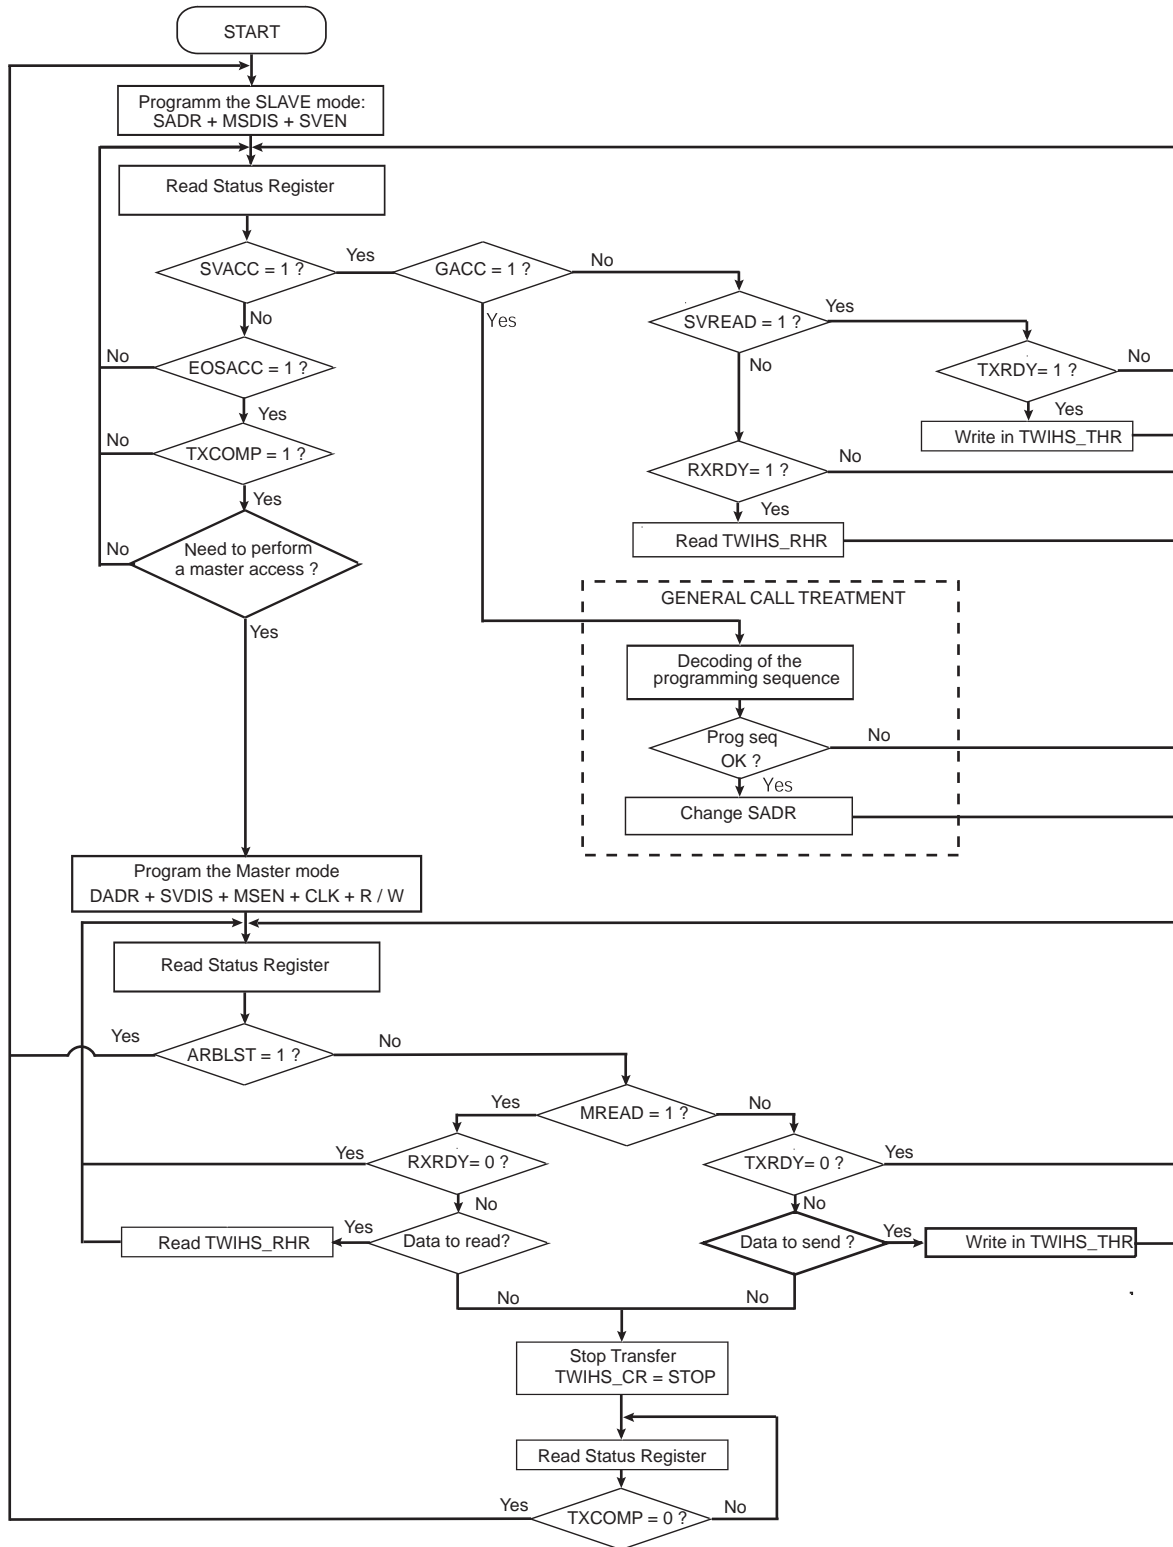 START
Programm the SLAVE mode:
SADR + MSDIS + SVEN
Read Status Register
SVACC = 1 ?
Yes
GACC = 1 ?
No
No
Yes
SVREAD = 1 ?
Yes
No
EOSACC = 1 ?
No
TXRDY= 1 ?
No
Yes
Yes
Write in TWIHS_THR
No
TXCOMP = 1 ?
RXRDY= 1 ?
No
Yes
Yes
No
Need to perform
a master access ?
Read TWIHS_RHR
Yes
GENERAL CALL TREATMENT
Decoding of the
programming sequence
Prog seq
OK ?
No
Yes
Change SADR
Program the Master mode
DADR + SVDIS + MSEN + CLK + R / W
Read Status Register
Yes
ARBLST = 1 ?
No
Yes
MREAD = 1 ?
No
Yes
RXRDY= 0 ?
TXRDY= 0 ?
Yes
No
No
Read TWIHS_RHR
Yes
Data to read?
Data to send ?
Yes
Write in TWIHS_THR
No
No
Stop Transfer
TWIHS_CR = STOP
Read Status Register
Yes
TXCOMP = 0 ?
No